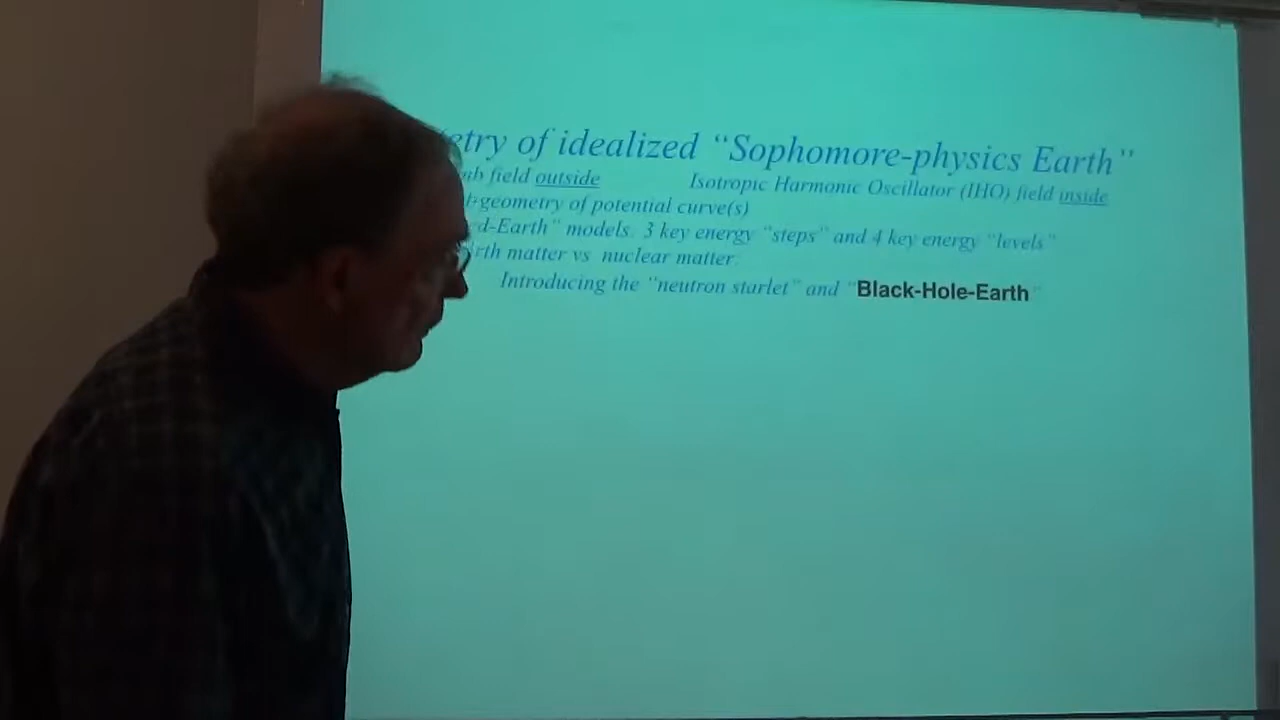 etry of idealized “Sophomore-physics Earth”
mb field outside Isotropic Harmonic Oscillator (IHO) field inside
geometry of potential curve(s)
d-Earth” models. 3 key energy “steps” and 4 key energy “levels”
rth matter vs nuclear matter:
Introducing the “neutron starlet” and “Black-Hole-Earth”